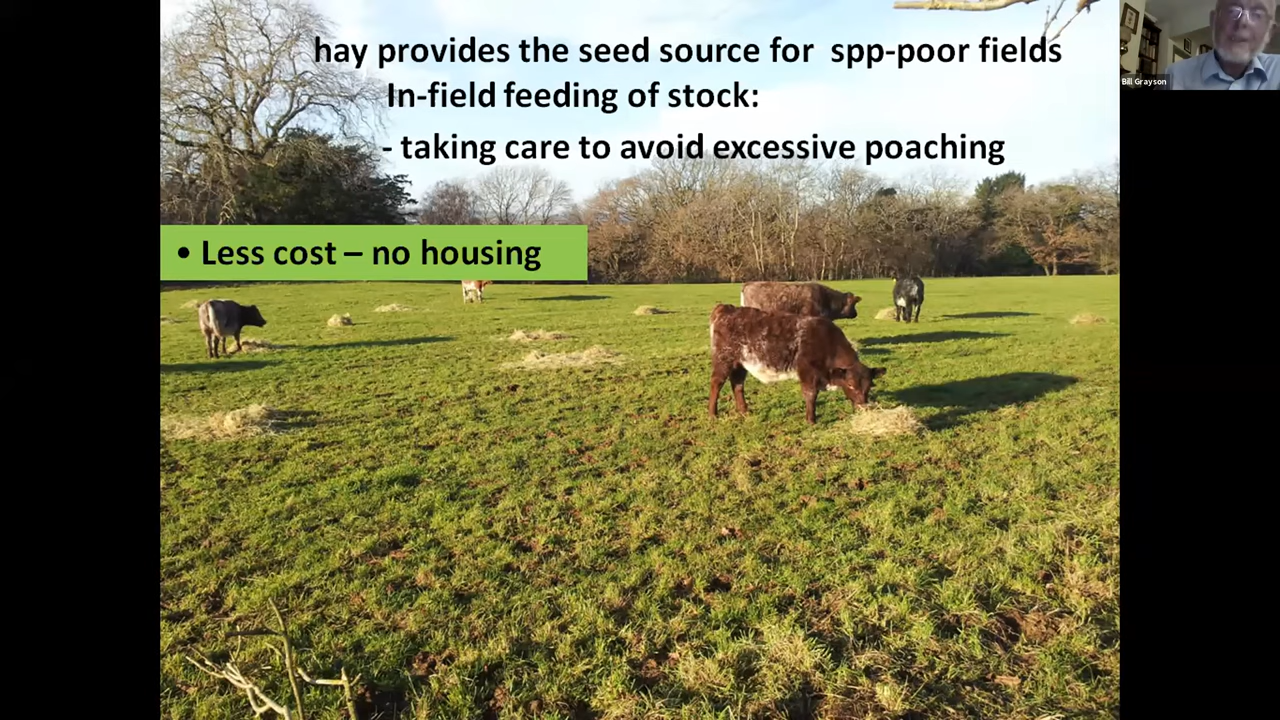 hay provides the seed source for spp-poor fields
In-field feeding of stock:
- taking care to avoid excessive poaching
• Less cost – no housing
Bill Grayson